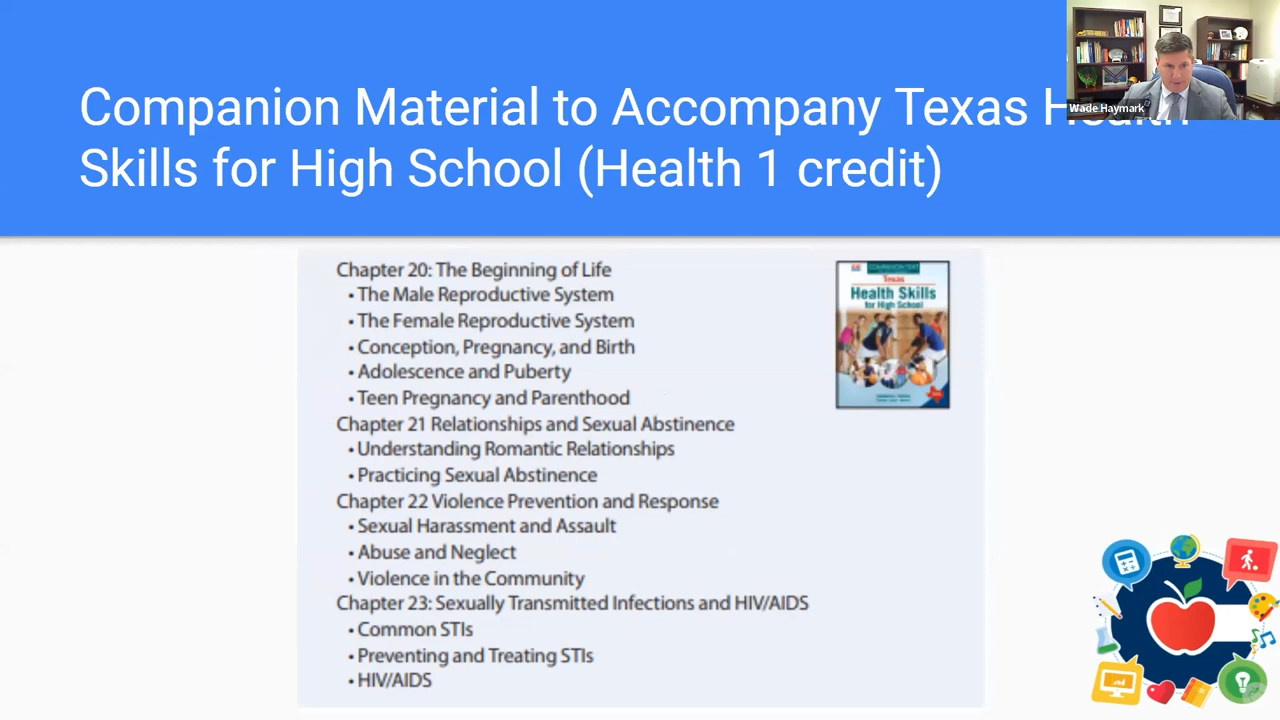 Companion Material to Accompany Texas Health
Skills for High School (Health 1 credit)
Wade Haymark
Chapter 20: The Beginning of Life
• The Male Reproductive System
• The Female Reproductive System
• Conception, Pregnancy, and Birth
• Adolescence and Puberty
• Teen Pregnancy and Parenthood
Chapter 21 Relationships and Sexual Abstinence
• Understanding Romantic Relationships
• Practicing Sexual Abstinence
Chapter 22 Violence Prevention and Response
• Sexual Harassment and Assault
• Abuse and Neglect
• Violence in the Community
Chapter 23: Sexually Transmitted Infections and HIV/AIDS
• Common STIs
• Preventing and Treating STIs
• HIV/AIDS
COMPANION TEXT
Texas
Health Skills
for High School